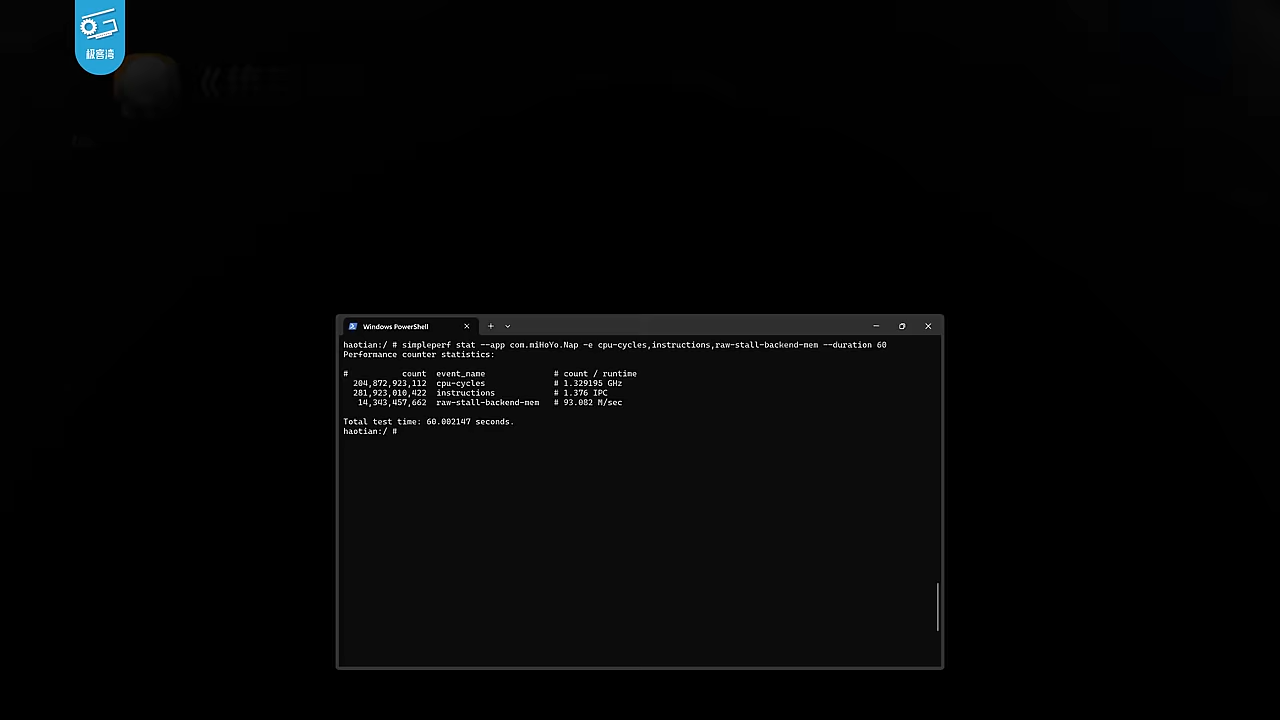 极客湾
Windows PowerShell
haotian:/ # simpleperf stat --app com.miHoYo.Nap -e cpu-cycles,instructions,raw-stall-backend-mem --duration 60
Performance counter statistics:
# count event_name # count / runtime
204,872,923,112 cpu-cycles # 1.329195 GHz
281,923,010,422 instructions # 1.376 IPC
14,343,457,662 raw-stall-backend-mem # 93.082 M/sec
Total test time: 60.002147 seconds.
haotian:/ #